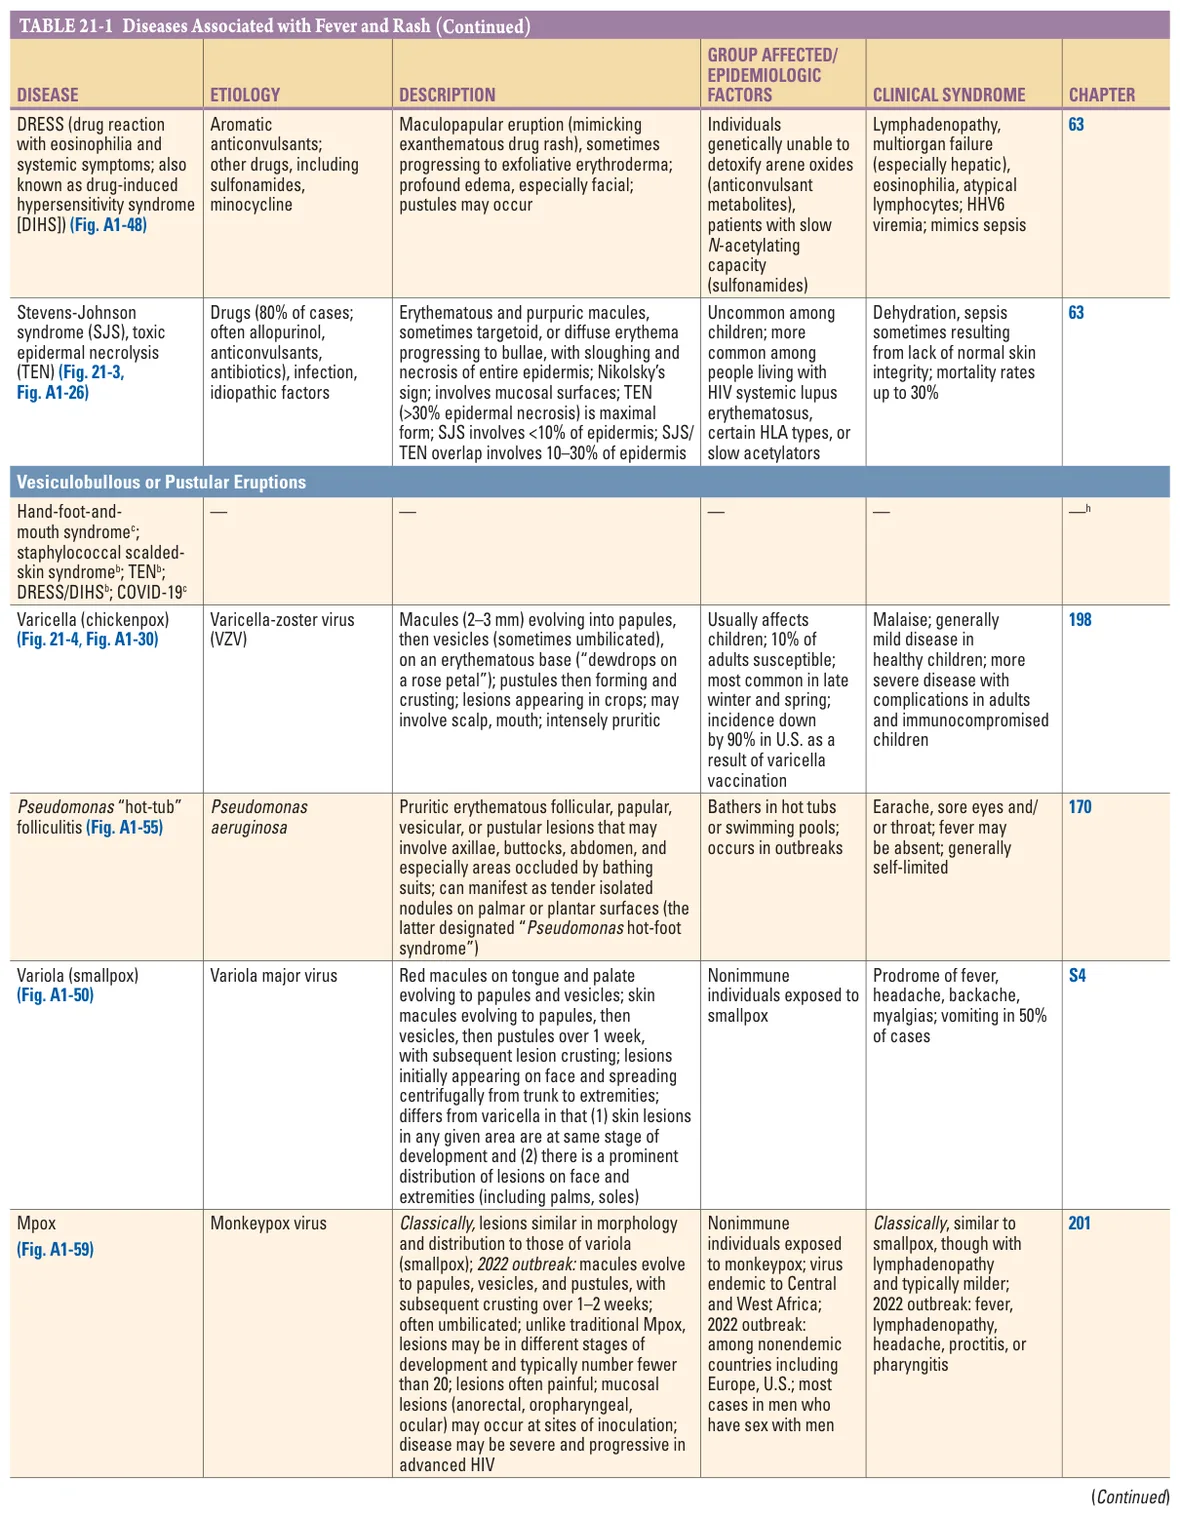 TABLE 21-1 Diseases Associated with Fever and Rash (Continued)
DISEASE
ETIOLOGY
DESCRIPTION
GROUP AFFECTED/
EPIDEMIOLOGIC
FACTORS
CLINICAL SYNDROME
CHAPTER
DRESS (drug reaction
with eosinophilia and
systemic symptoms; also
known as drug-induced
hypersensitivity syndrome
[DIHS]) (Fig. A1-48)
Aromatic
anticonvulsants;
other drugs, including
sulfonamides,
minocycline
Maculopapular eruption (mimicking
exanthematous drug rash), sometimes
progressing to exfoliative erythroderma;
profound edema, especially facial;
pustules may occur
Individuals
genetically unable to
detoxify arene oxides
(anticonvulsant
metabolites),
patients with slow
N-acetylating
capacity
(sulfonamides)
Lymphadenopathy,
multiorgan failure
(especially hepatic),
eosinophilia, atypical
lymphocytes; HHV6
viremia; mimics sepsis
63
Stevens-Johnson
syndrome (SJS), toxic
epidermal necrolysis
(TEN) (Fig. 21-3,
Fig. A1-26)
Drugs (80% of cases;
often allopurinol,
anticonvulsants,
antibiotics), infection,
idiopathic factors
Erythematous and purpuric macules,
sometimes targetoid, or diffuse erythema
progressing to bullae, with sloughing and
necrosis of entire epidermis; Nikolsky’s
sign; involves mucosal surfaces; TEN
(>30% epidermal necrosis) is maximal
form; SJS involves <10% of epidermis; SJS/
TEN overlap involves 10–30% of epidermis
Uncommon among
children; more
common among
people living with
HIV systemic lupus
erythematosus,
certain HLA types, or
slow acetylators
Dehydration, sepsis
sometimes resulting
from lack of normal skin
integrity; mortality rates
up to 30%
63
Vesiculobullous or Pustular Eruptions
Hand-foot-and-
mouth syndromeᶜ;
staphylococcal scalded-
skin syndromeᵇ; TENᵇ;
DRESS/DIHSᵇ; COVID-19ᶜ
—
—
—
—
—ʰ
Varicella (chickenpox)
(Fig. 21-4, Fig. A1-30)
Varicella-zoster virus
(VZV)
Macules (2–3 mm) evolving into papules,
then vesicles (sometimes umbilicated),
on an erythematous base (“dewdrops on
a rose petal”); pustules then forming and
crusting; lesions appearing in crops; may
involve scalp, mouth; intensely pruritic
Usually affects
children; 10% of
adults susceptible;
most common in late
winter and spring;
incidence down
by 90% in U.S. as a
result of varicella
vaccination
Malaise; generally
mild disease in
healthy children; more
severe disease with
complications in adults
and immunocompromised
children
198
Pseudomonas “hot-tub”
folliculitis (Fig. A1-55)
Pseudomonas
aeruginosa
Pruritic erythematous follicular, papular,
vesicular, or pustular lesions that may
involve axillae, buttocks, abdomen, and
especially areas occluded by bathing
suits; can manifest as tender isolated
nodules on palmar or plantar surfaces (the
latter designated “Pseudomonas hot-foot
syndrome”)
Bathers in hot tubs
or swimming pools;
occurs in outbreaks
Earache, sore eyes and/
or throat; fever may
be absent; generally
self-limited
170
Variola (smallpox)
(Fig. A1-50)
Variola major virus
Red macules on tongue and palate
evolving to papules and vesicles; skin
macules evolving to papules, then
vesicles, then pustules over 1 week,
with subsequent lesion crusting; lesions
initially appearing on face and spreading
centrifugally from trunk to extremities;
differs from varicella in that (1) skin lesions
in any given area are at same stage of
development and (2) there is a prominent
distribution of lesions on face and
extremities (including palms, soles)
Nonimmune
individuals exposed to
smallpox
Prodrome of fever,
headache, backache,
myalgias; vomiting in 50%
of cases
S4
Mpox
(Fig. A1-59)
Monkeypox virus
Classically, lesions similar in morphology
and distribution to those of variola
(smallpox); 2022 outbreak: macules evolve
to papules, vesicles, and pustules, with
subsequent crusting over 1–2 weeks;
often umbilicated; unlike traditional Mpox,
lesions may be in different stages of
development and typically number fewer
than 20; lesions often painful; mucosal
lesions (anorectal, oropharyngeal,
ocular) may occur at sites of inoculation;
disease may be severe and progressive in
advanced HIV
Nonimmune
individuals exposed
to monkeypox; virus
endemic to Central
and West Africa;
2022 outbreak:
among nonendemic
countries including
Europe, U.S.; most
cases in men who
have sex with men
Classically, similar to
smallpox, though with
lymphadenopathy
and typically milder;
2022 outbreak: fever,
lymphadenopathy,
headache, proctitis, or
pharyngitis
201
(Continued)